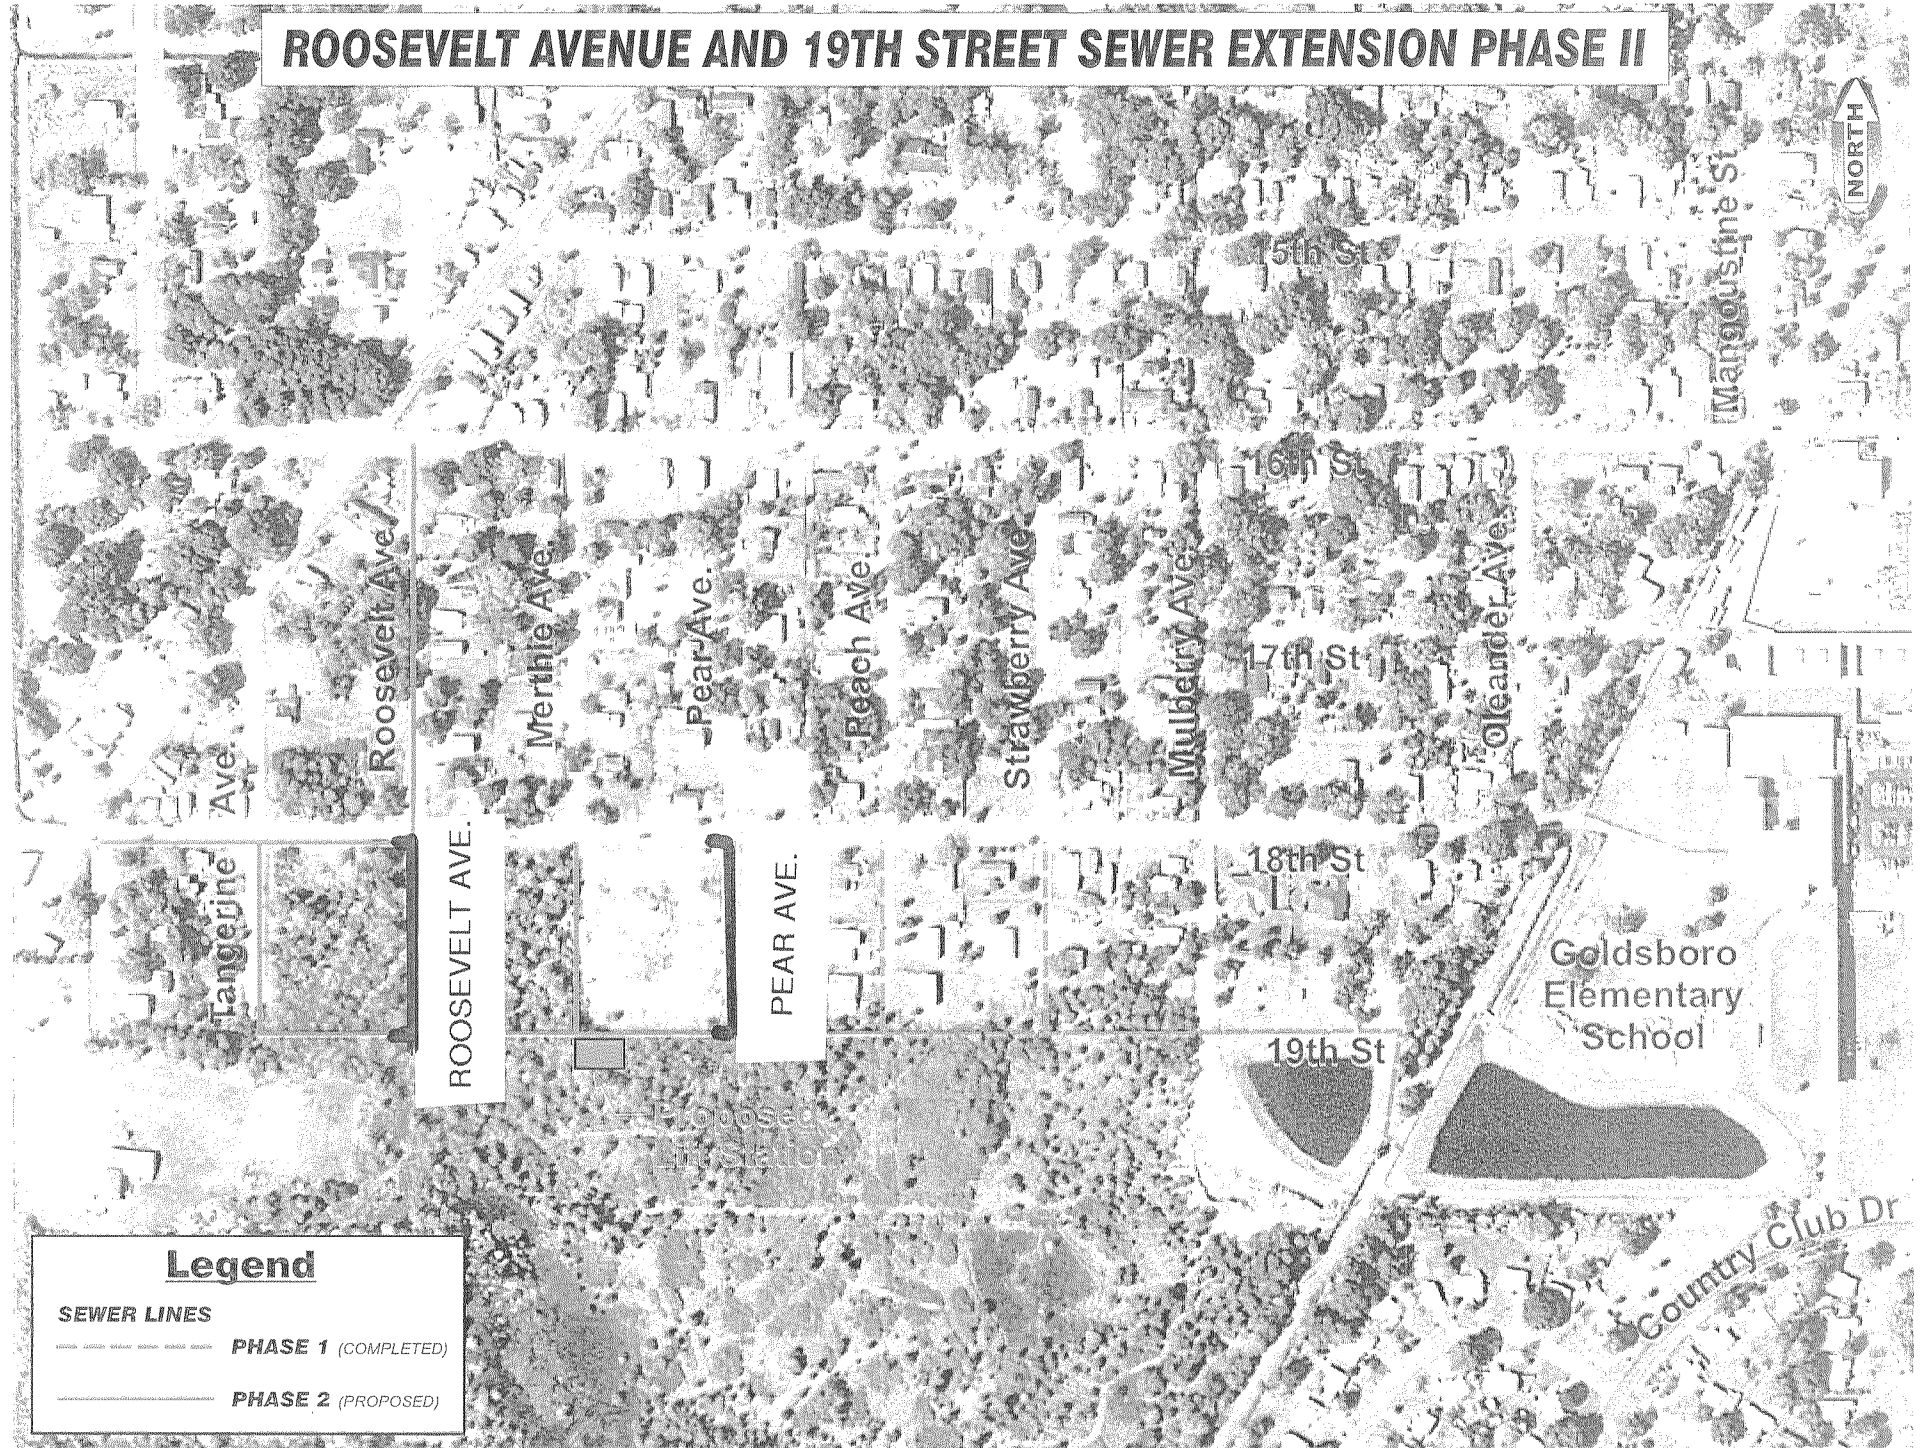 ROOSEVELT AVENUE AND 19TH STREET SEWER EXTENSION PHASE II
NORTH
Mangoustine St
15th St
16th St
Roosevelt Ave.
Merthie Ave.
Pear Ave.
Peach Ave.
Strawberry Ave.
Mulberry Ave.
Oleander Ave.
17th St
Tangerine Ave.
ROOSEVELT AVE.
PEAR AVE.
18th St
Goldsboro
Elementary
School
19th St
Proposed
Lift Station
Country Club Dr
Legend
SEWER LINES
PHASE 1 (COMPLETED)
PHASE 2 (PROPOSED)